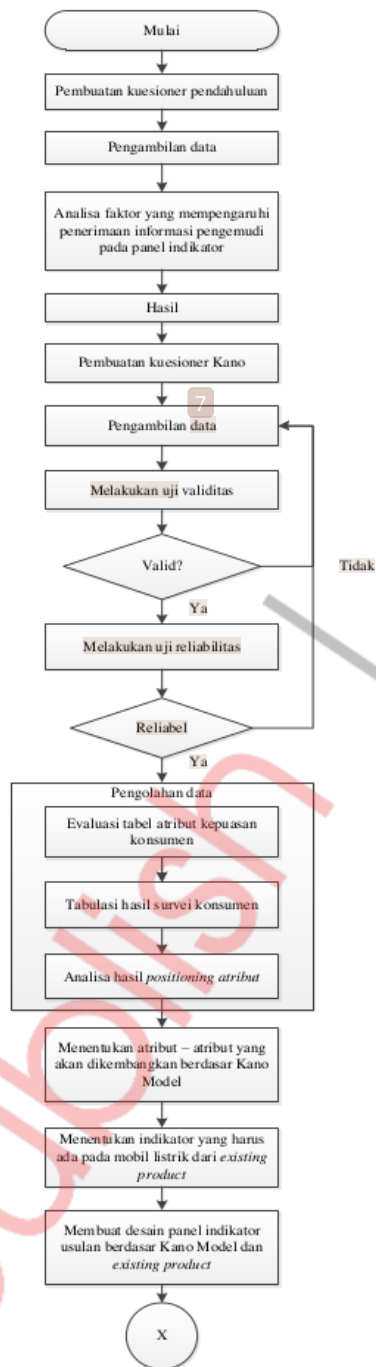 Mulai
Pembuatan kuesioner pendahuluan
Pengambilan data
Analisa faktor yang mempengaruhi
penerimaan informasi pengemudi
pada panel indikator
Hasil
Pembuatan kuesioner Kano
7
Pengambilan data
Melakukan uji validitas
Valid?
Tidak
Ya
Melakukan uji reliabilitas
Reliabel
Ya
Pengolahan data
Evaluasi tabel atribut kepuasan
konsumen
Tabulasi hasil survei konsumen
Analisa hasil positioning atribut
Menentukan atribut – atribut yang
akan dikembangkan berdasar Kano
Model
Menentukan indikator yang harus
ada pada mobil listrik dari existing
product
Membuat desain panel indikator
usulan berdasar Kano Model dan
existing product
X